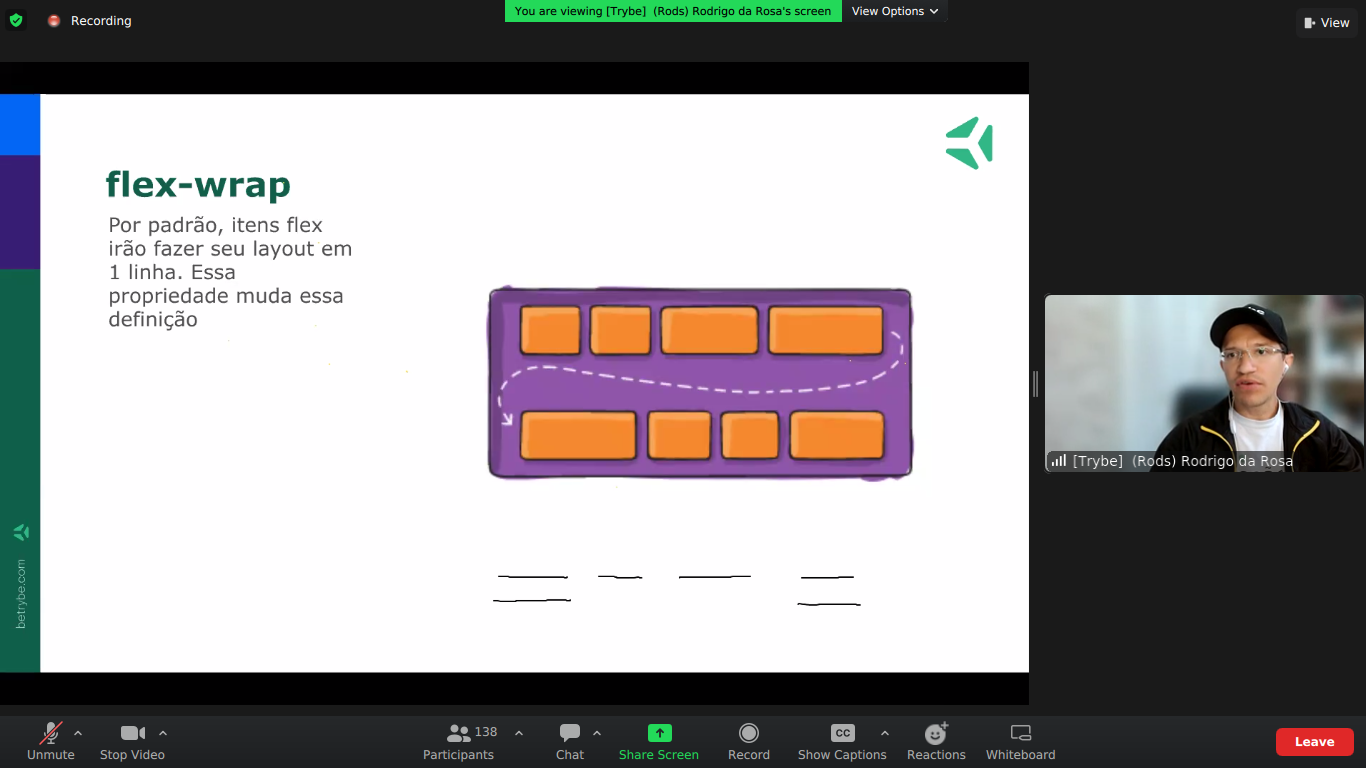 Recording
You are viewing [Trybe] (Rods) Rodrigo da Rosa's screen
View Options
View
flex-wrap
Por padrão, itens flex
irão fazer seu layout em
1 linha. Essa
propriedade muda essa
definição
betrybe.com
[Trybe] (Rods) Rodrigo da Rosa
Unmute
Stop Video
138
Participants
Chat
Share Screen
Record
CC
Show Captions
Reactions
Whiteboard
Leave